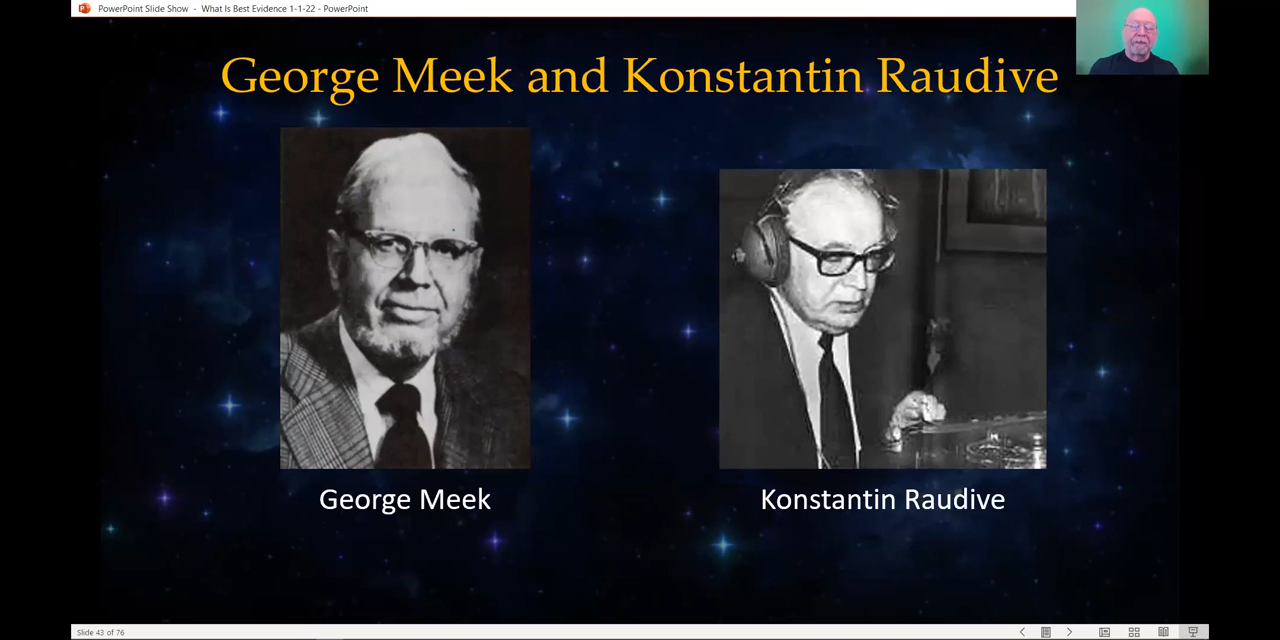 PowerPoint Slide Show - What Is Best Evidence 1-1-22 - PowerPoint
George Meek and Konstantin Raudive
George Meek
Konstantin Raudive
Slide 43 of 76